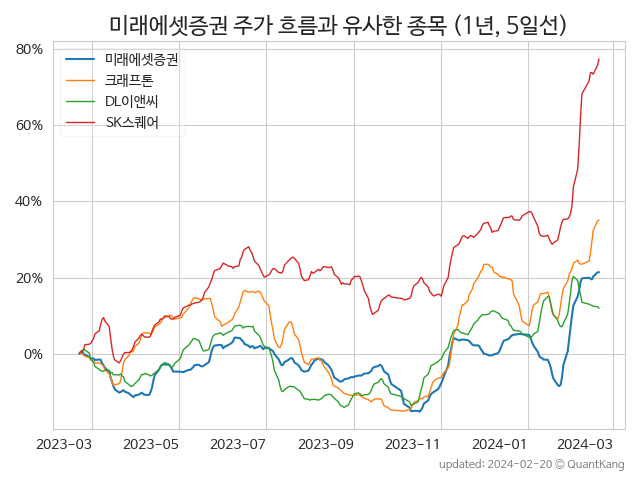 미래에셋증권 주가 흐름과 유사한 종목 (1년, 5일선)
미래에셋증권
크래프톤
DL이앤씨
SK스퀘어
80%
60%
40%
20%
0%
2023-03 2023-05 2023-07 2023-09 2023-11 2024-01 2024-03
updated: 2024-02-20 © QuantKang